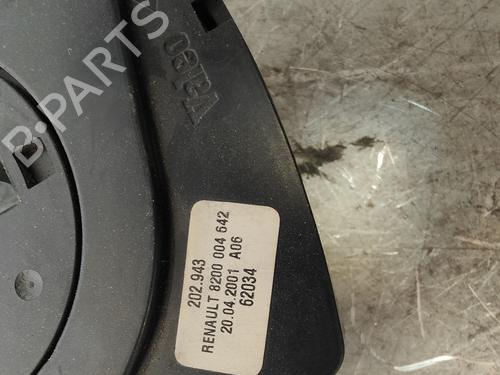 B-PARTS
Valeo
202.943
RENAULT 8200 004 642
20.04.2001 A06
62034